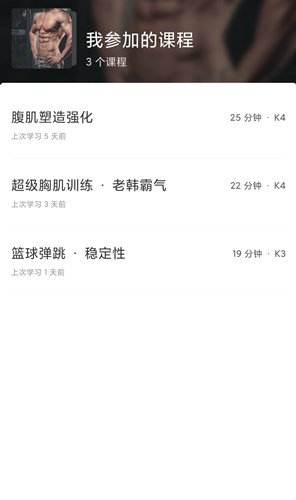 我参加的课程
3 个课程
腹肌塑造强化
25 分钟 · K4
上次学习 5 天前
超级胸肌训练 · 老韩霸气
22 分钟 · K4
上次学习 3 天前
篮球弹跳 · 稳定性
19 分钟 · K3
上次学习 1 天前